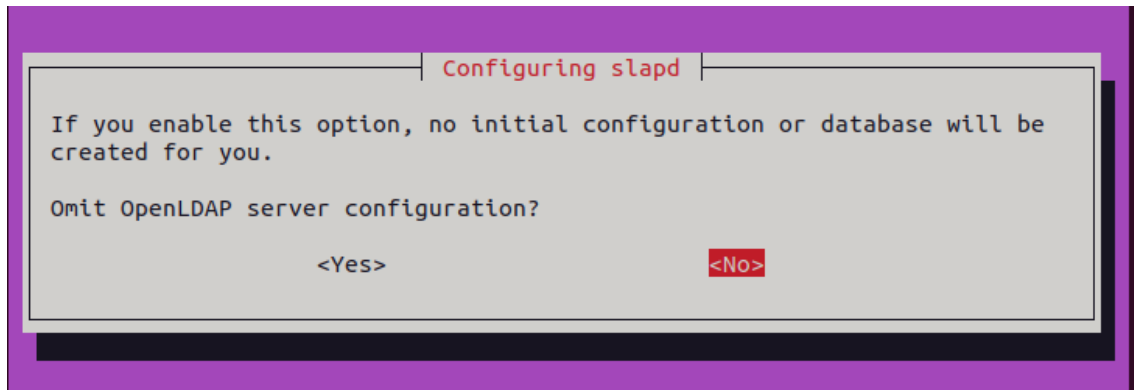 Configuring slapd
If you enable this option, no initial configuration or database will be
created for you.
Omit OpenLDAP server configuration?
<Yes> <No>